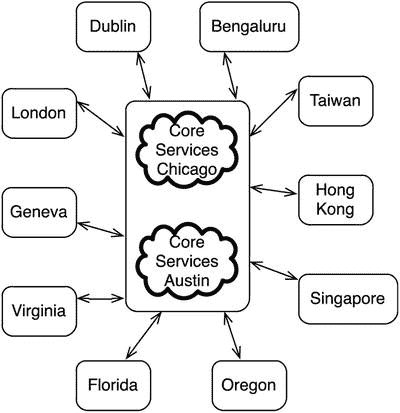 Dublin
Bengaluru
London
Taiwan
Core
Services
Chicago
Geneva
Hong
Kong
Core
Services
Austin
Virginia
Singapore
Florida
Oregon